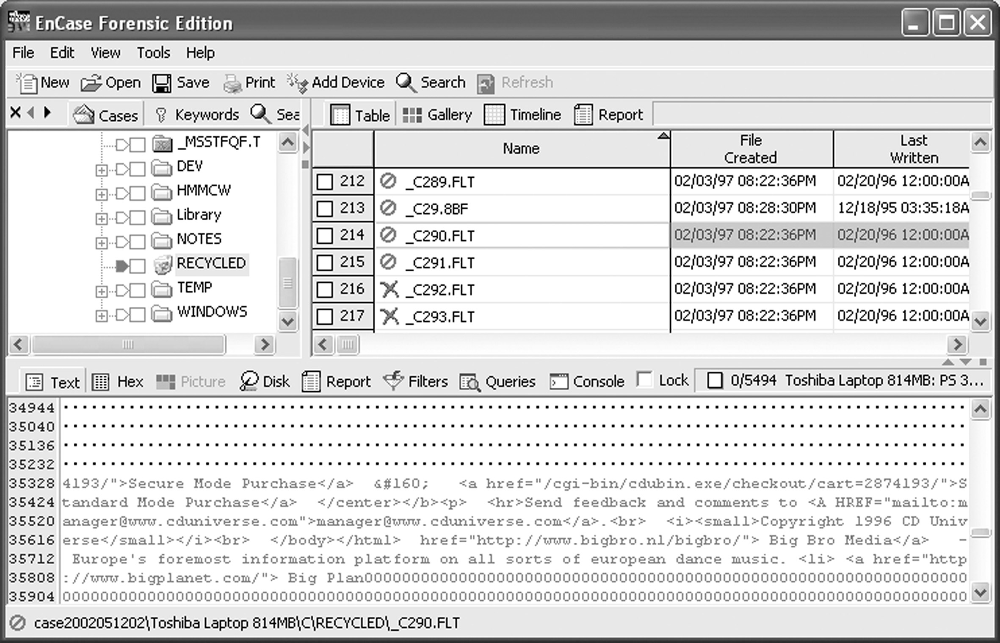 EnCase Forensic Edition
File Edit View Tools Help
New Open Save Print Add Device Search Refresh
Cases Keywords Sea Table Gallery Timeline Report
_MSSTFQF.T
DEV
HMMCW
Library
NOTES
RECYCLED
TEMP
WINDOWS
Name File Created Last Written
212 _C289.FLT 02/03/97 08:22:36PM 02/20/96 12:00:00A
213 _C29.8BF 02/03/97 08:28:30PM 12/18/95 03:35:18A
214 _C290.FLT 02/03/97 08:22:36PM 02/20/96 12:00:00A
215 _C291.FLT 02/03/97 08:22:36PM 02/20/96 12:00:00A
216 _C292.FLT 02/03/97 08:22:36PM 02/20/96 12:00:00A
217 _C293.FLT 02/03/97 08:22:36PM 02/20/96 12:00:00A
Text Hex Picture Disk Report Filters Queries Console Lock 0/5494 Toshiba Laptop 814MB: PS 3...
34944
35040
35136
35232
35328 4193/">Secure Mode Purchase</a> &#160; <a href="/cgi-bin/cdubin.exe/checkout/cart=2874193/">S
35424 tandard Mode Purchase</a> </center></b><p> <hr>Send feedback and comments to <A HREF="mailto:m
35520 anager@www.cduniverse.com">manager@www.cduniverse.com</a>.<br> <i><small>Copyright 1996 CD Univ
35616 erse</small></i><br> </body></html> href="http://www.bigbro.nl/bigbro/"> Big Bro Media</a> -
35712 Europe's foremost information platform on all sorts of european dance music. <li> <a href="http
35808 ://www.bigplanet.com/"> Big Plan00000000000000000000000000000000000000000000000000000000000000
35904 000000000000000000000000000000000000000000000000000000000000000000000000000000000000000000000
case2002051202\Toshiba Laptop 814MB\C\RECYCLED\_C290.FLT